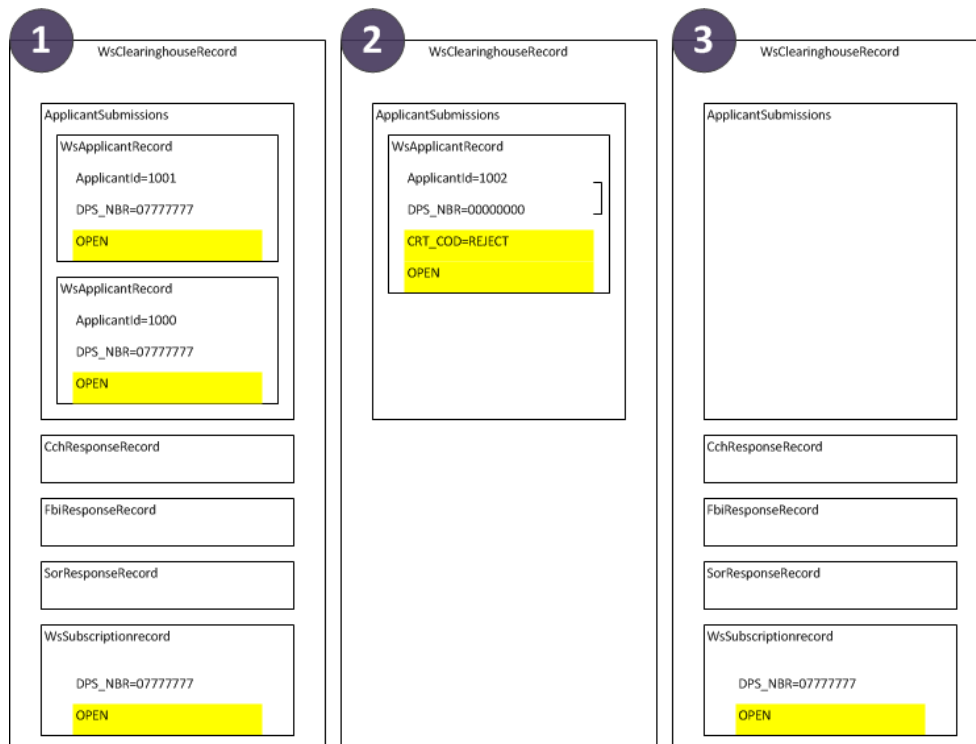 1
WsClearinghouseRecord
ApplicantSubmissions
WsApplicantRecord
ApplicantId=1001
DPS_NBR=07777777
OPEN
WsApplicantRecord
ApplicantId=1000
DPS_NBR=07777777
OPEN
CchResponseRecord
FbiResponseRecord
SorResponseRecord
WsSubscriptionrecord
DPS_NBR=07777777
OPEN
2
WsClearinghouseRecord
ApplicantSubmissions
WsApplicantRecord
ApplicantId=1002
DPS_NBR=00000000
CRT_COD=REJECT
OPEN
3
WsClearinghouseRecord
ApplicantSubmissions
CchResponseRecord
FbiResponseRecord
SorResponseRecord
WsSubscriptionrecord
DPS_NBR=07777777
OPEN